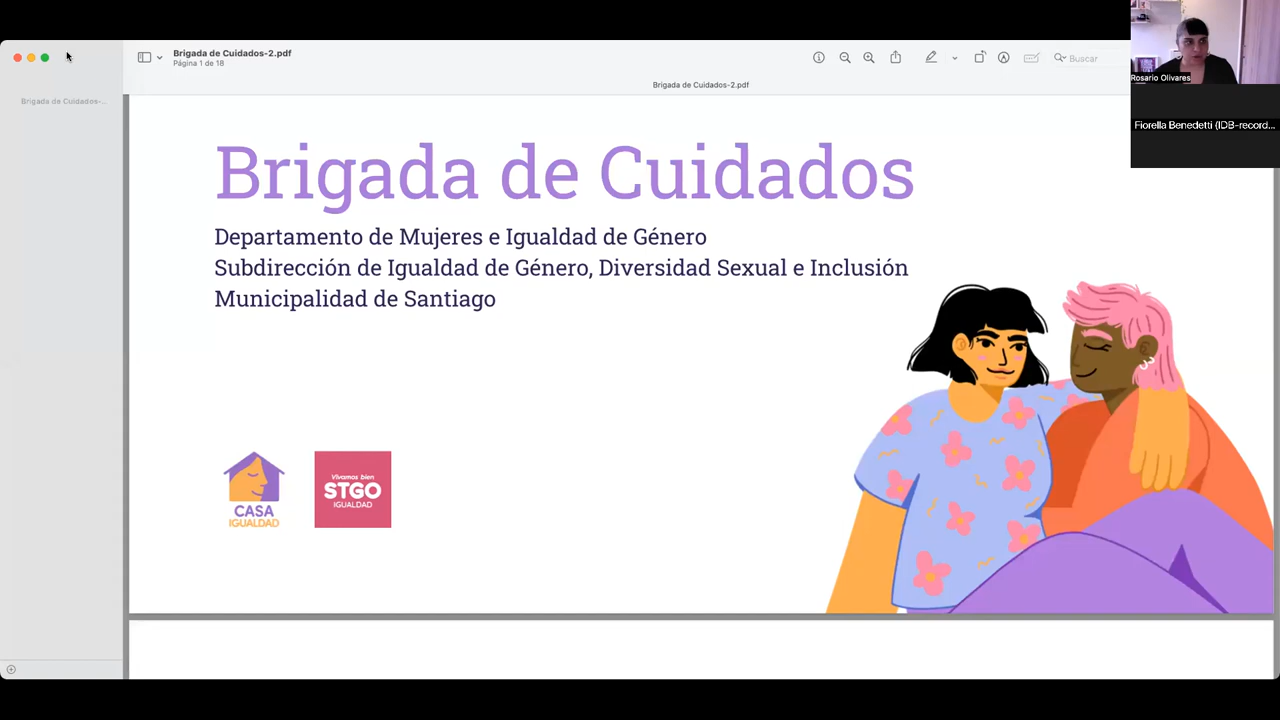 Brigada de Cuidados-2.pdf
Página 1 de 18
Buscar
Rosario Olivares
Brigada de Cuidados-...
Brigada de Cuidados-2.pdf
Fiorella Benedetti (IDB-record...
Brigada de Cuidados
Departamento de Mujeres e Igualdad de Género
Subdirección de Igualdad de Género, Diversidad Sexual e Inclusión
Municipalidad de Santiago
CASA
IGUALDAD
Vivamos bien
STGO
IGUALDAD